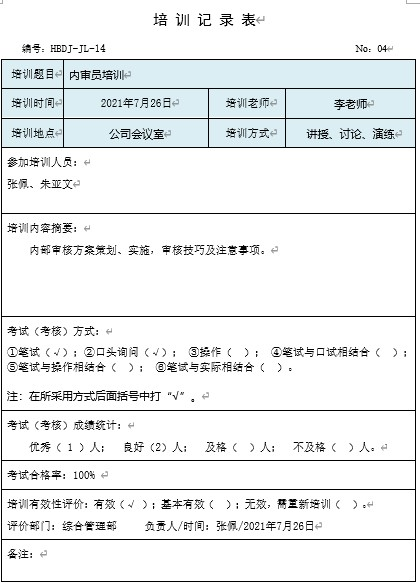 培 训 记 录 表
编号：HBDJ-JL-14 No：04
培训题目 内审员培训
培训时间 2021年7月26日 培训老师 李老师
培训地点 公司会议室 培训方式 讲授、讨论、演练
参加培训人员：
张佩、朱亚文
培训内容摘要：
内部审核方案策划、实施，审核技巧及注意事项。
考试（考核）方式：
①笔试（√）；②口头询问（√）； ③操作（ ）； ④笔试与口试相结合（ ）；
⑤笔试与操作相结合（ ）； ⑥笔试与实际相结合（ ）。
注：在所采用方式后面括号中打“√”。
考试（考核）成绩统计：
优秀（ 1 ）人； 良好（2）人； 及格（ ）人； 不及格（ ）人。
考试合格率：100%
培训有效性评价：有效（√ ）；基本有效（ ）；无效，需重新培训（ ）。
评价部门：综合管理部 负责人/时间：张佩/2021年7月26日
备注：